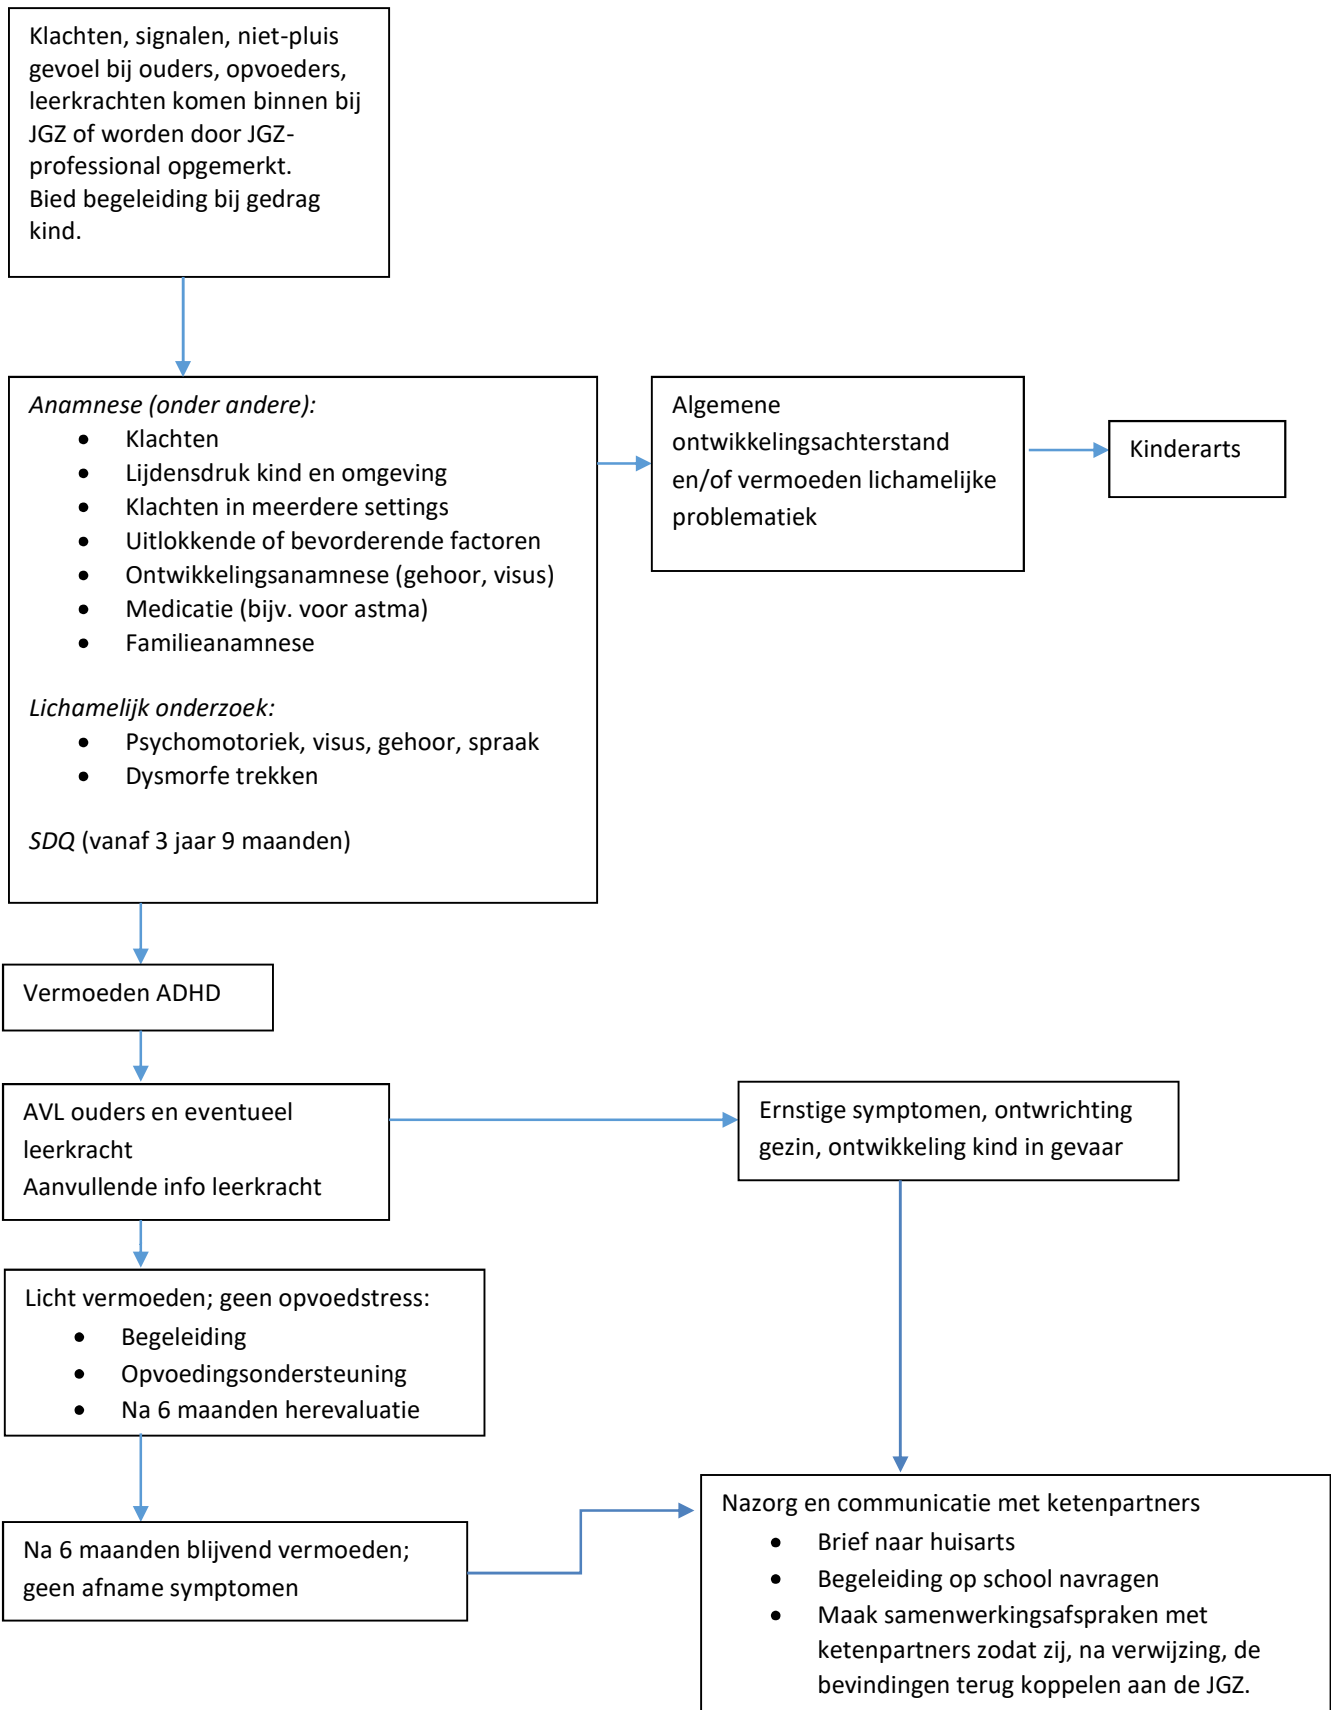 Klachten, signalen, niet-pluis
gevoel bij ouders, opvoeders,
leerkrachten komen binnen bij
JGZ of worden door JGZ-
professional opgemerkt.
Bied begeleiding bij gedrag
kind.
Anamnese (onder andere):
• Klachten
• Lijdensdruk kind en omgeving
• Klachten in meerdere settings
• Uitlokkende of bevorderende factoren
• Ontwikkelingsanamnese (gehoor, visus)
• Medicatie (bijv. voor astma)
• Familieanamnese
Lichamelijk onderzoek:
• Psychomotoriek, visus, gehoor, spraak
• Dysmorfe trekken
SDQ (vanaf 3 jaar 9 maanden)
Algemene
ontwikkelingsachterstand
en/of vermoeden lichamelijke
problematiek
Kinderarts
Vermoeden ADHD
AVL ouders en eventueel
leerkracht
Aanvullende info leerkracht
Ernstige symptomen, ontwrichting
gezin, ontwikkeling kind in gevaar
Licht vermoeden; geen opvoedstress:
• Begeleiding
• Opvoedingsondersteuning
• Na 6 maanden herevaluatie
Na 6 maanden blijvend vermoeden;
geen afname symptomen
Nazorg en communicatie met ketenpartners
• Brief naar huisarts
• Begeleiding op school navragen
• Maak samenwerkingsafspraken met
ketenpartners zodat zij, na verwijzing, de
bevindingen terug koppelen aan de JGZ.